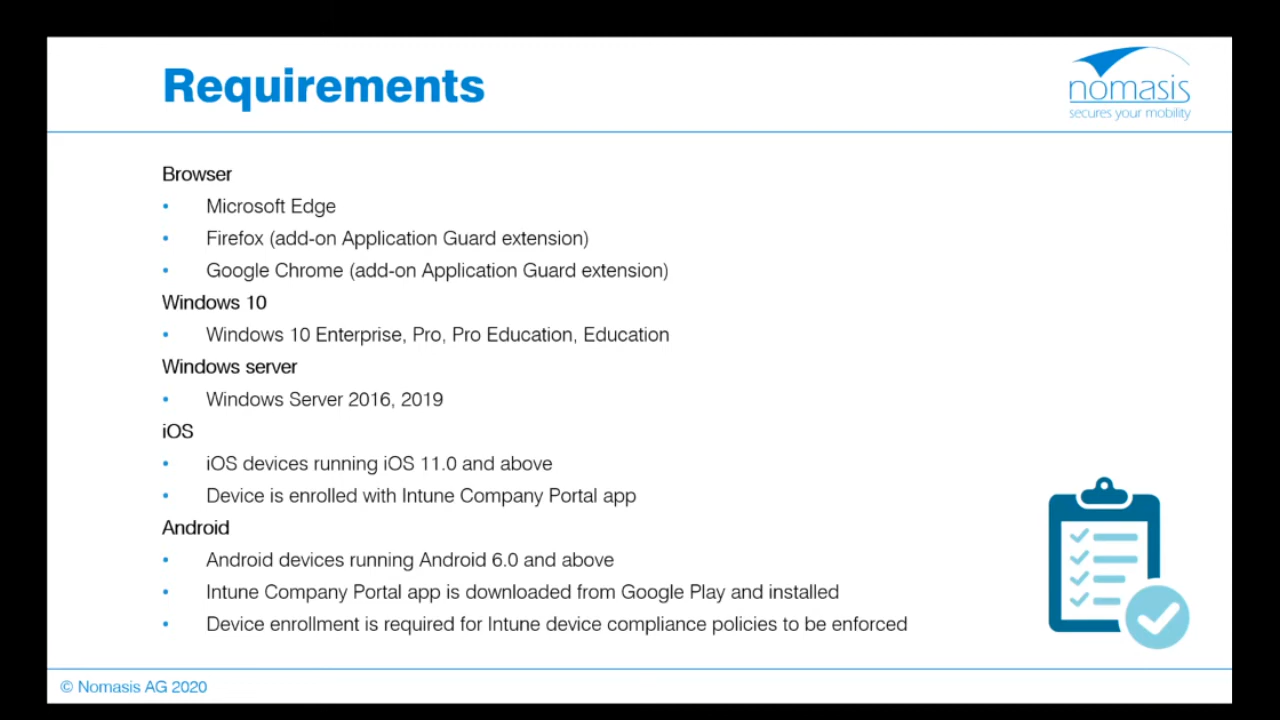 Requirements
nomasis
secures your mobility
Browser
• Microsoft Edge
• Firefox (add-on Application Guard extension)
• Google Chrome (add-on Application Guard extension)
Windows 10
• Windows 10 Enterprise, Pro, Pro Education, Education
Windows server
• Windows Server 2016, 2019
iOS
• iOS devices running iOS 11.0 and above
• Device is enrolled with Intune Company Portal app
Android
• Android devices running Android 6.0 and above
• Intune Company Portal app is downloaded from Google Play and installed
• Device enrollment is required for Intune device compliance policies to be enforced
© Nomasis AG 2020